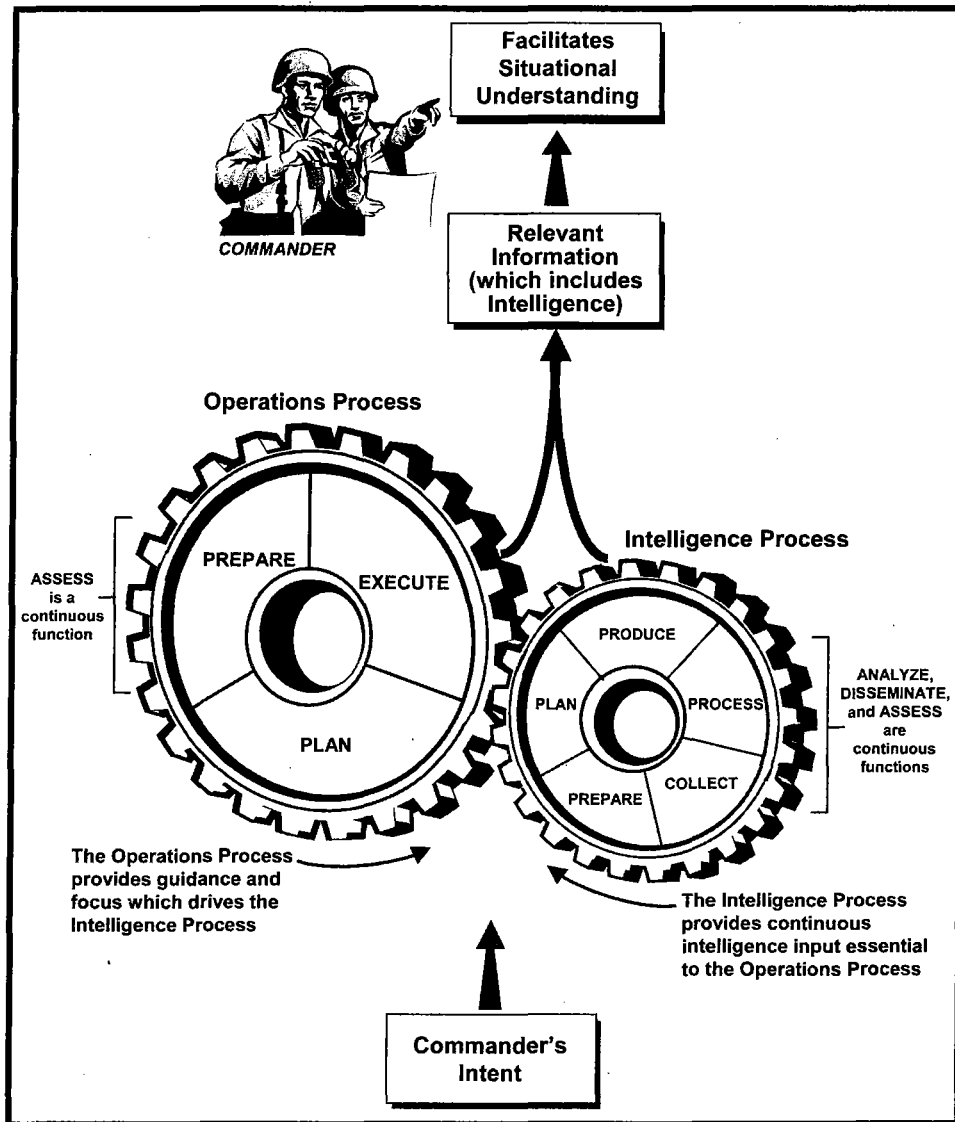 Facilitates
Situational
Understanding
COMMANDER
Relevant
Information
(which includes
Intelligence)
Operations Process
PREPARE
EXECUTE
PLAN
ASSESS
is a
continuous
function
Intelligence Process
PRODUCE
PLAN
PROCESS
PREPARE
COLLECT
ANALYZE,
DISSEMINATE,
and ASSESS
are
continuous
functions
The Operations Process
provides guidance and
focus which drives the
Intelligence Process
The Intelligence Process
provides continuous
intelligence input essential
to the Operations Process
Commander's
Intent